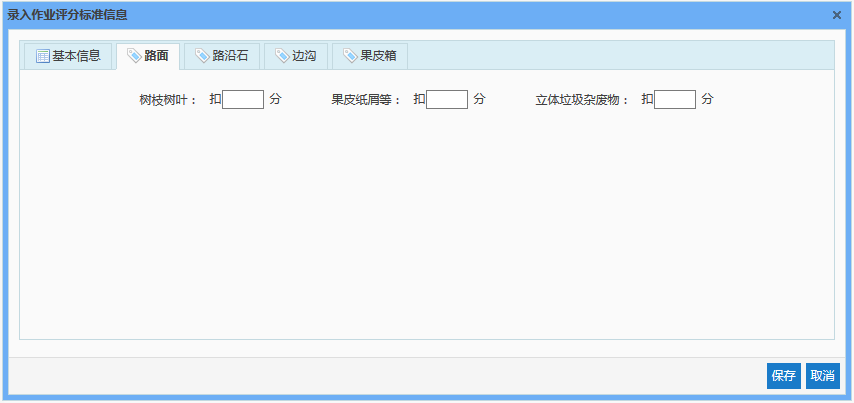 录入作业评分标准信息
基本信息 路面 路沿石 边沟 果皮箱
树枝树叶： 扣 分 果皮纸屑等： 扣 分 立体垃圾杂废物： 扣 分
保存 取消